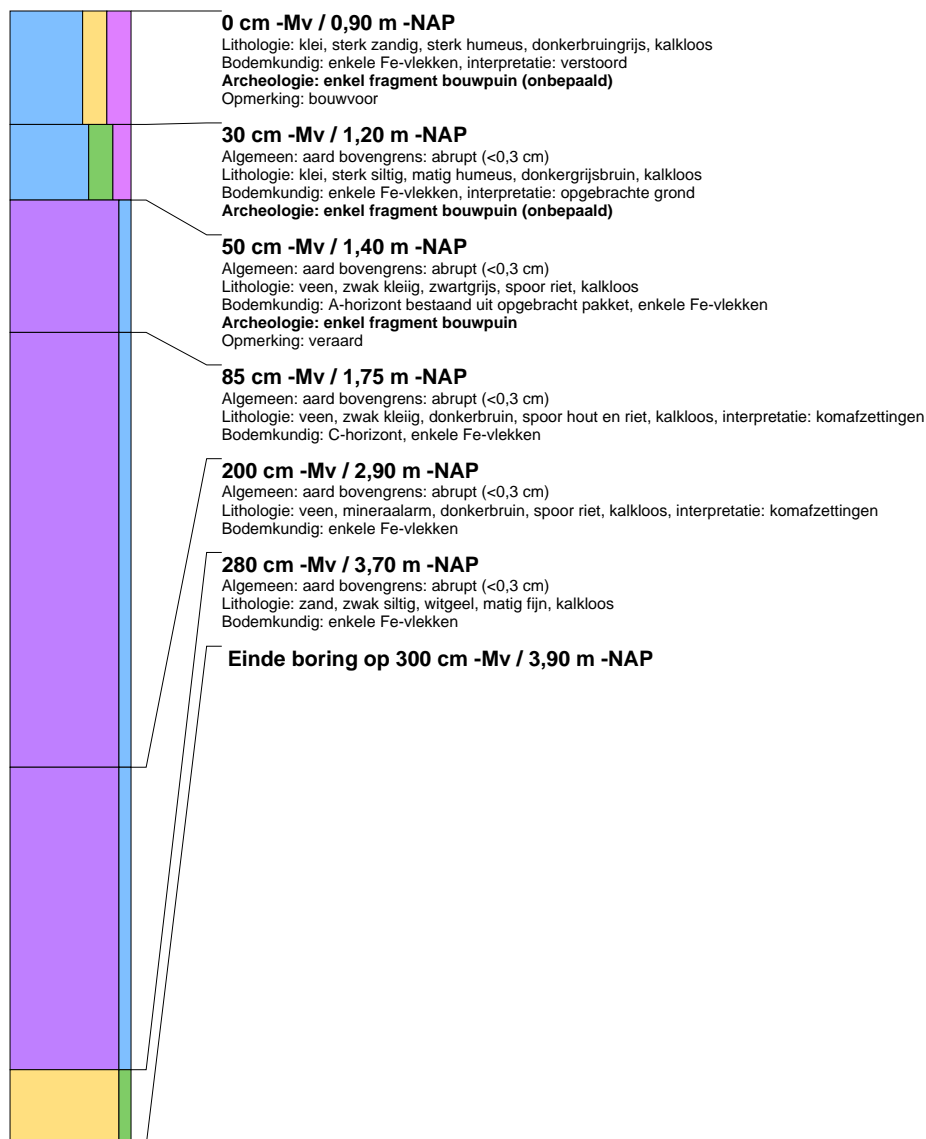 0 cm -Mv / 0,90 m -NAP
Lithologie: klei, sterk zandig, sterk humeus, donkerbruingrijs, kalkloos
Bodemkundig: enkele Fe-vlekken, interpretatie: verstoord
Archeologie: enkel fragment bouwpuin (onbepaald)
Opmerking: bouwvoor
30 cm -Mv / 1,20 m -NAP
Algemeen: aard bovengrens: abrupt (<0,3 cm)
Lithologie: klei, sterk siltig, matig humeus, donkergrijsbruin, kalkloos
Bodemkundig: enkele Fe-vlekken, interpretatie: opgebrachte grond
Archeologie: enkel fragment bouwpuin (onbepaald)
50 cm -Mv / 1,40 m -NAP
Algemeen: aard bovengrens: abrupt (<0,3 cm)
Lithologie: veen, zwak kleiig, zwartgrijs, spoor riet, kalkloos
Bodemkundig: A-horizont bestaand uit opgebracht pakket, enkele Fe-vlekken
Archeologie: enkel fragment bouwpuin
Opmerking: veraard
85 cm -Mv / 1,75 m -NAP
Algemeen: aard bovengrens: abrupt (<0,3 cm)
Lithologie: veen, zwak kleiig, donkerbruin, spoor hout en riet, kalkloos, interpretatie: komafzettingen
Bodemkundig: C-horizont, enkele Fe-vlekken
200 cm -Mv / 2,90 m -NAP
Algemeen: aard bovengrens: abrupt (<0,3 cm)
Lithologie: veen, mineraalarm, donkerbruin, spoor riet, kalkloos, interpretatie: komafzettingen
Bodemkundig: enkele Fe-vlekken
280 cm -Mv / 3,70 m -NAP
Algemeen: aard bovengrens: abrupt (<0,3 cm)
Lithologie: zand, zwak siltig, witgeel, matig fijn, kalkloos
Bodemkundig: enkele Fe-vlekken
Einde boring op 300 cm -Mv / 3,90 m -NAP